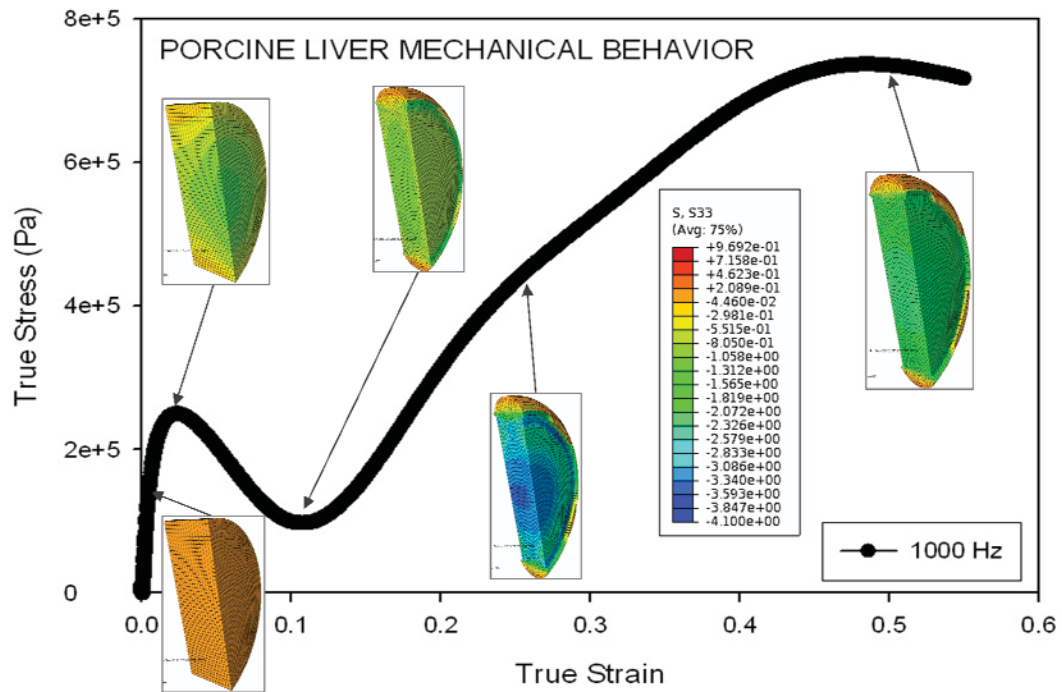 PORCINE LIVER MECHANICAL BEHAVIOR
True Stress (Pa)
8e+5
6e+5
4e+5
2e+5
0
S, S33
(Avg: 75%)
+9.692e-01
+7.158e-01
+4.623e-01
+2.089e-01
-4.460e-02
-2.981e-01
-5.515e-01
-8.050e-01
-1.058e+00
-1.312e+00
-1.565e+00
-1.819e+00
-2.072e+00
-2.326e+00
-2.579e+00
-2.833e+00
-3.086e+00
-3.340e+00
-3.593e+00
-3.847e+00
-4.100e+00
1000 Hz
0.0 0.1 0.2 0.3 0.4 0.5 0.6
True Strain